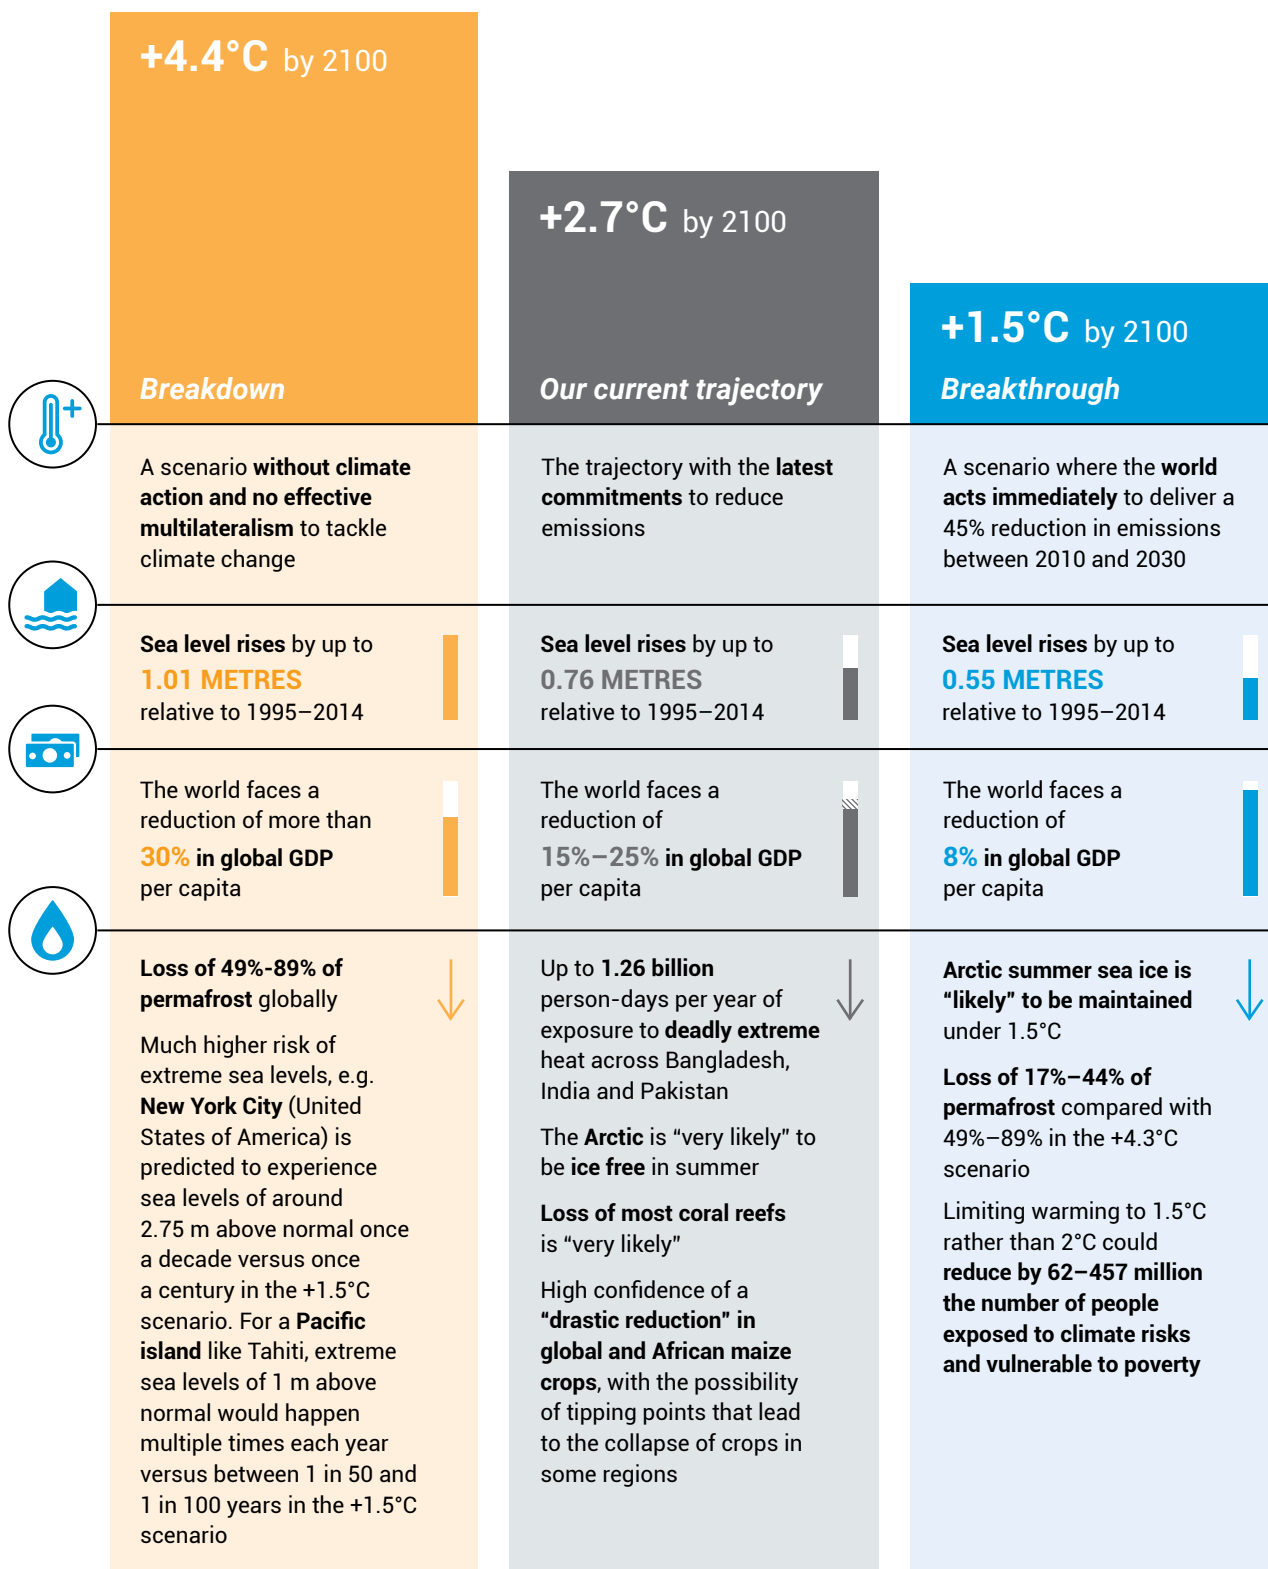 +4.4°C by 2100
Breakdown
A scenario without climate
action and no effective
multilateralism to tackle
climate change
Sea level rises by up to
1.01 METRES
relative to 1995–2014
The world faces a
reduction of more than
30% in global GDP
per capita
Loss of 49%-89% of
permafrost globally
Much higher risk of
extreme sea levels, e.g.
New York City (United
States of America) is
predicted to experience
sea levels of around
2.75 m above normal once
a decade versus once
a century in the +1.5°C
scenario. For a Pacific
island like Tahiti, extreme
sea levels of 1 m above
normal would happen
multiple times each year
versus between 1 in 50 and
1 in 100 years in the +1.5°C
scenario
+2.7°C by 2100
Our current trajectory
The trajectory with the latest
commitments to reduce
emissions
Sea level rises by up to
0.76 METRES
relative to 1995–2014
The world faces a
reduction of
15%–25% in global GDP
per capita
Up to 1.26 billion
person-days per year of
exposure to deadly extreme
heat across Bangladesh,
India and Pakistan
The Arctic is “very likely” to
be ice free in summer
Loss of most coral reefs
is “very likely”
High confidence of a
“drastic reduction” in
global and African maize
crops, with the possibility
of tipping points that lead
to the collapse of crops in
some regions
+1.5°C by 2100
Breakthrough
A scenario where the world
acts immediately to deliver a
45% reduction in emissions
between 2010 and 2030
Sea level rises by up to
0.55 METRES
relative to 1995–2014
The world faces a
reduction of
8% in global GDP
per capita
Arctic summer sea ice is
“likely” to be maintained
under 1.5°C
Loss of 17%–44% of
permafrost compared with
49%–89% in the +4.3°C
scenario
Limiting warming to 1.5°C
rather than 2°C could
reduce by 62–457 million
the number of people
exposed to climate risks
and vulnerable to poverty